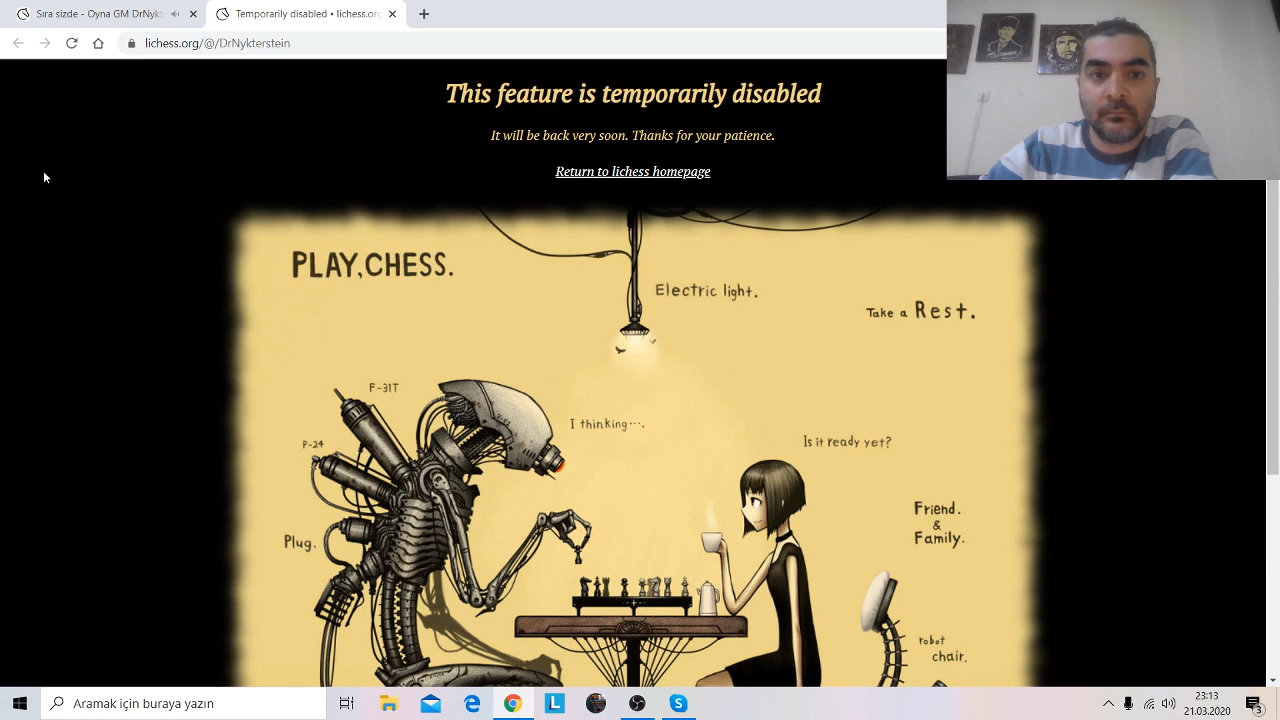 Sıra sizde - Oyna GM DrNykt
Temporarily disabled • lichess.org
lichess.org/@/DrNykterstein
This feature is temporarily disabled
It will be back very soon. Thanks for your patience.
Return to lichess homepage
PLAY,CHESS.
Electric light.
Take a Rest.
F-31T
I thinking···.
P-24
Is it ready yet?
Friend.
&
Family.
Plug.
robot
chair.
Aramak için buraya yazın
L
S
23:13
21.03.2020
3